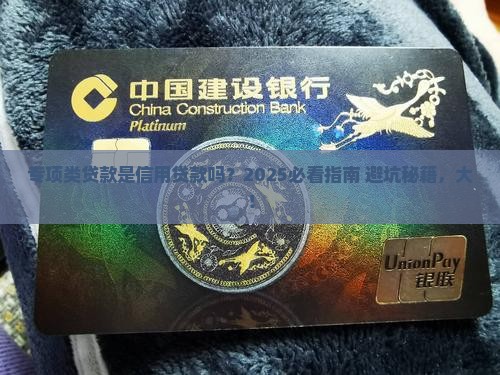 中国建设银行
China Construction Bank
Platinum
专项类贷款是信用贷款吗？2025必看指南 避坑秘籍，大
！
UnionPay
银联